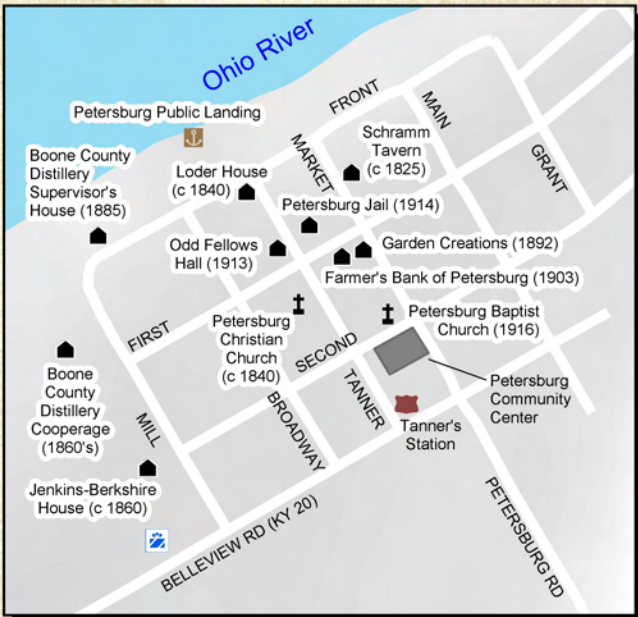 Ohio River
Petersburg Public Landing
FRONT
MAIN
MARKET
GRANT
Schramm
Tavern
(c 1825)
Boone County
Distillery
Supervisor's
House (1885)
Loder House
(c 1840)
Petersburg Jail (1914)
Odd Fellows
Hall (1913)
Garden Creations (1892)
Farmer's Bank of Petersburg (1903)
Petersburg
Christian
Church
(c 1840)
Petersburg Baptist
Church (1916)
FIRST
SECOND
Boone
County
Distillery
Cooperage
(1860's)
TANNER
BROADWAY
MILL
Petersburg
Community
Center
Tanner's
Station
Jenkins-Berkshire
House (c 1860)
BELLEVIEW RD (KY 20)
PETERSBURG RD